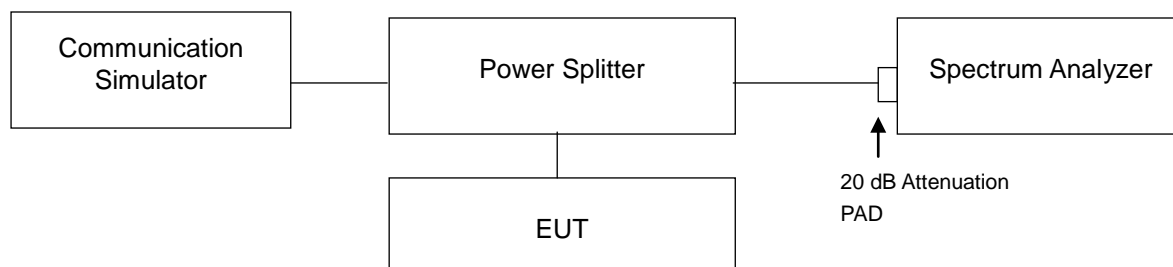 Communication
Simulator
Power Splitter
Spectrum Analyzer
20 dB Attenuation
PAD
EUT